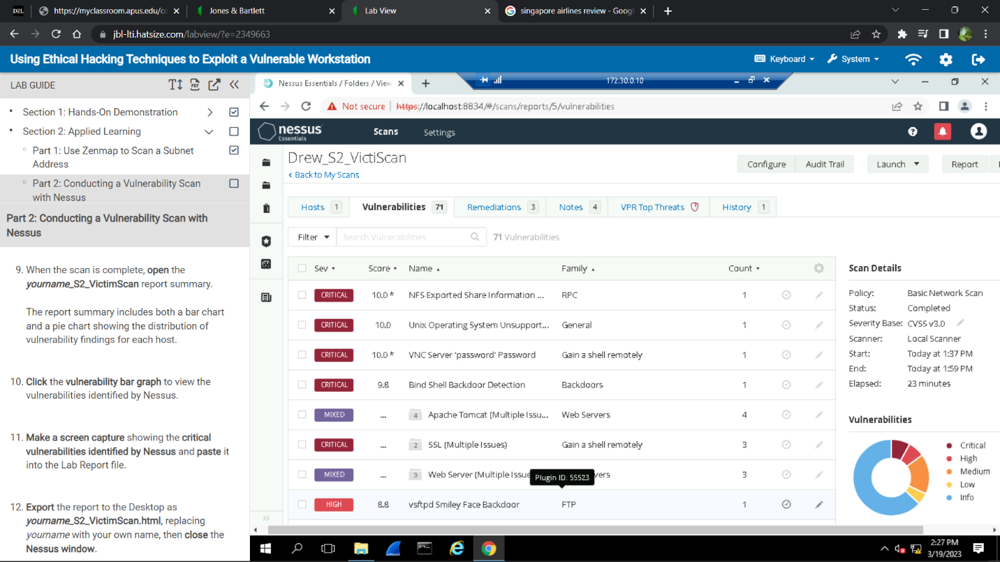 D2L
https://myclassroom.apus.edu/co
Jones & Bartlett
Lab View
singapore airlines review - Googl
jbl-lti.hatsize.com/labview/?e=2349663
Using Ethical Hacking Techniques to Exploit a Vulnerable Workstation
Keyboard
System
LAB GUIDE
PDF
Section 1: Hands-On Demonstration
Section 2: Applied Learning
Part 1: Use Zenmap to Scan a Subnet
Address
Part 2: Conducting a Vulnerability Scan
with Nessus
Part 2: Conducting a Vulnerability Scan with
Nessus
9. When the scan is complete, open the
yourname_S2_VictimScan report summary.
The report summary includes both a bar chart
and a pie chart showing the distribution of
vulnerability findings for each host.
10. Click the vulnerability bar graph to view the
vulnerabilities identified by Nessus.
11. Make a screen capture showing the critical
vulnerabilities identified by Nessus and paste it
into the Lab Report file.
12. Export the report to the Desktop as
yourname_S2_VictimScan.html, replacing
yourname with your own name, then close the
Nessus window.
Nessus Essentials / Folders / View
172.30.0.10
Not secure
https://localhost:8834/#/scans/reports/5/vulnerabilities
nessus
Essentials
Scans
Settings
Drew_S2_VictiScan
< Back to My Scans
Configure
Audit Trail
Launch
Report
Hosts 1
Vulnerabilities 71
Remediations 3
Notes 4
VPR Top Threats
History 1
Filter
Search Vulnerabilities
71 Vulnerabilities
Sev Score Name Family Count
CRITICAL 10.0 * NFS Exported Share Information ... RPC 1
CRITICAL 10.0 Unix Operating System Unsupport... General 1
CRITICAL 10.0 * VNC Server 'password' Password Gain a shell remotely 1
CRITICAL 9.8 Bind Shell Backdoor Detection Backdoors 1
MIXED ... 4 Apache Tomcat (Multiple Issu... Web Servers 4
CRITICAL ... 2 SSL (Multiple Issues) Gain a shell remotely 3
MIXED ... 3 Web Server (Multiple Issue 3
Plugin ID: 55523
HIGH 8.8 vsftpd Smiley Face Backdoor FTP 1
Scan Details
Policy: Basic Network Scan
Status: Completed
Severity Base: CVSS v3.0
Scanner: Local Scanner
Start: Today at 1:37 PM
End: Today at 1:59 PM
Elapsed: 23 minutes
Vulnerabilities
Critical
High
Medium
Low
Info
2:27 PM
3/19/2023